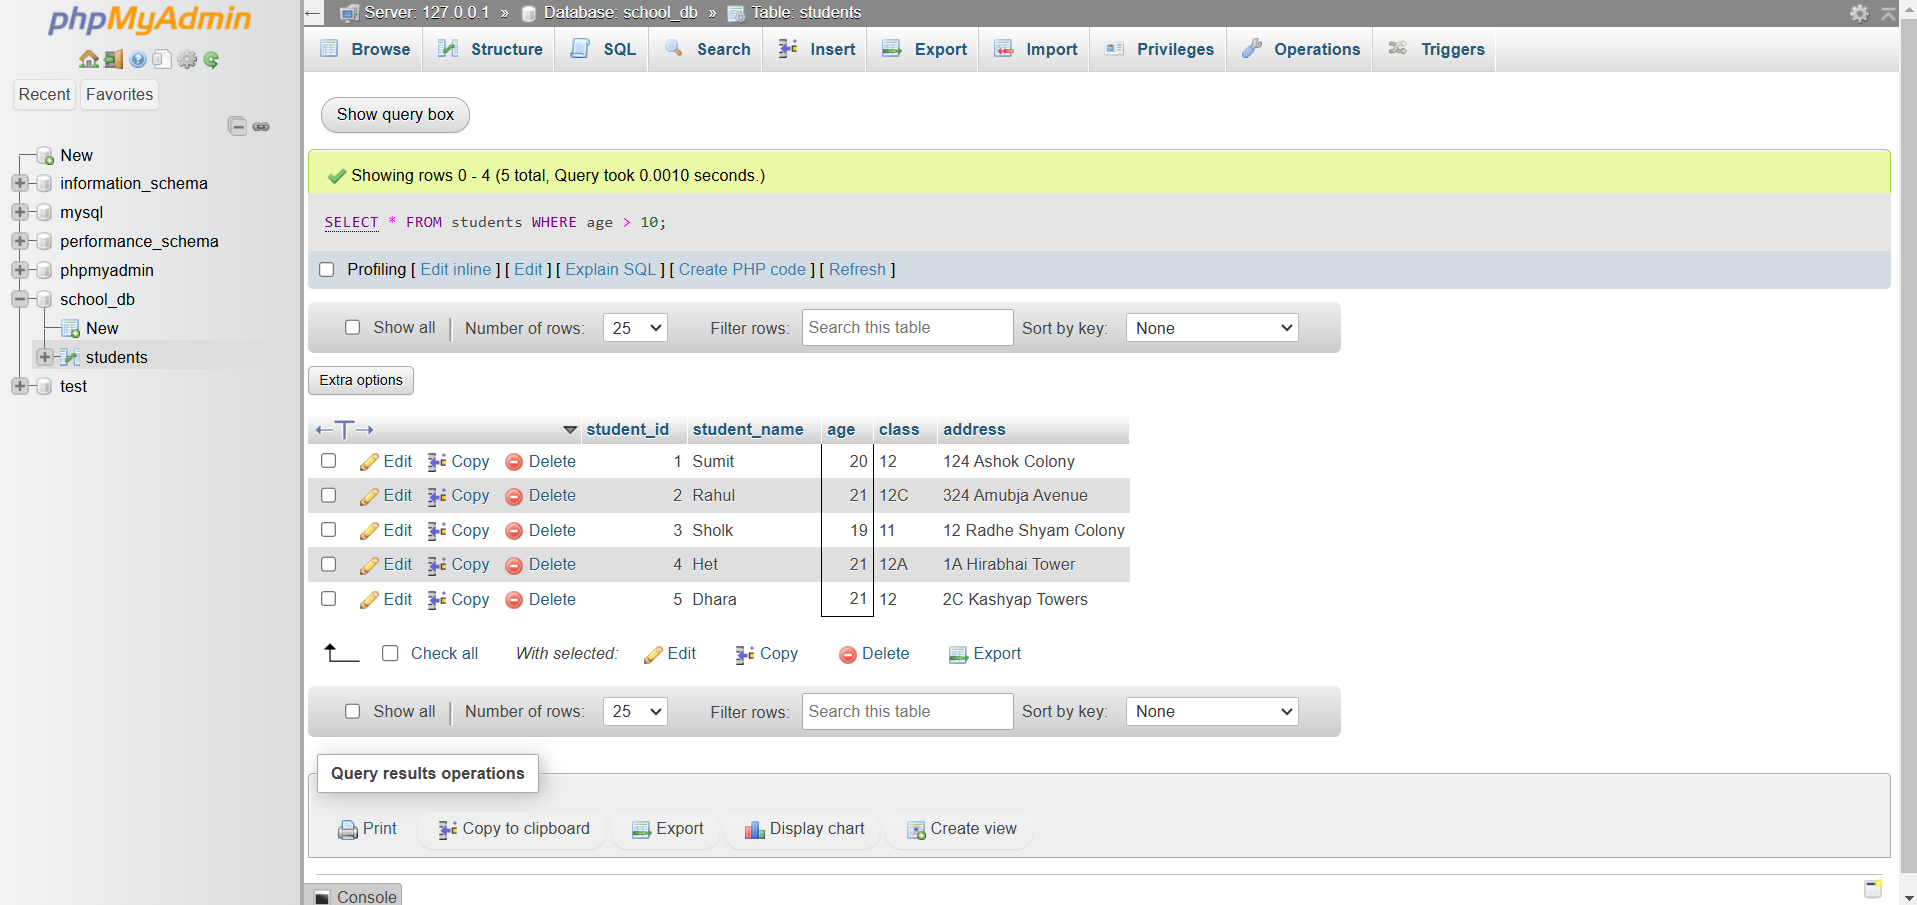 phpMyAdmin
Recent Favorites
New
information_schema
mysql
performance_schema
phpmyadmin
school_db
New
students
test
Server: 127.0.0.1 » Database: school_db » Table: students
Browse Structure SQL Search Insert Export Import Privileges Operations Triggers
Show query box
Showing rows 0 - 4 (5 total, Query took 0.0010 seconds.)
SELECT * FROM students WHERE age > 10;
Profiling [ Edit inline ] [ Edit ] [ Explain SQL ] [ Create PHP code ] [ Refresh ]
Show all Number of rows: 25 Filter rows: Search this table Sort by key: None
Extra options
student_id student_name age class address
Edit Copy Delete 1 Sumit 20 12 124 Ashok Colony
Edit Copy Delete 2 Rahul 21 12C 324 Amubja Avenue
Edit Copy Delete 3 Sholk 19 11 12 Radhe Shyam Colony
Edit Copy Delete 4 Het 21 12A 1A Hirabhai Tower
Edit Copy Delete 5 Dhara 21 12 2C Kashyap Towers
Check all With selected: Edit Copy Delete Export
Show all Number of rows: 25 Filter rows: Search this table Sort by key: None
Query results operations
Print Copy to clipboard Export Display chart Create view
Console